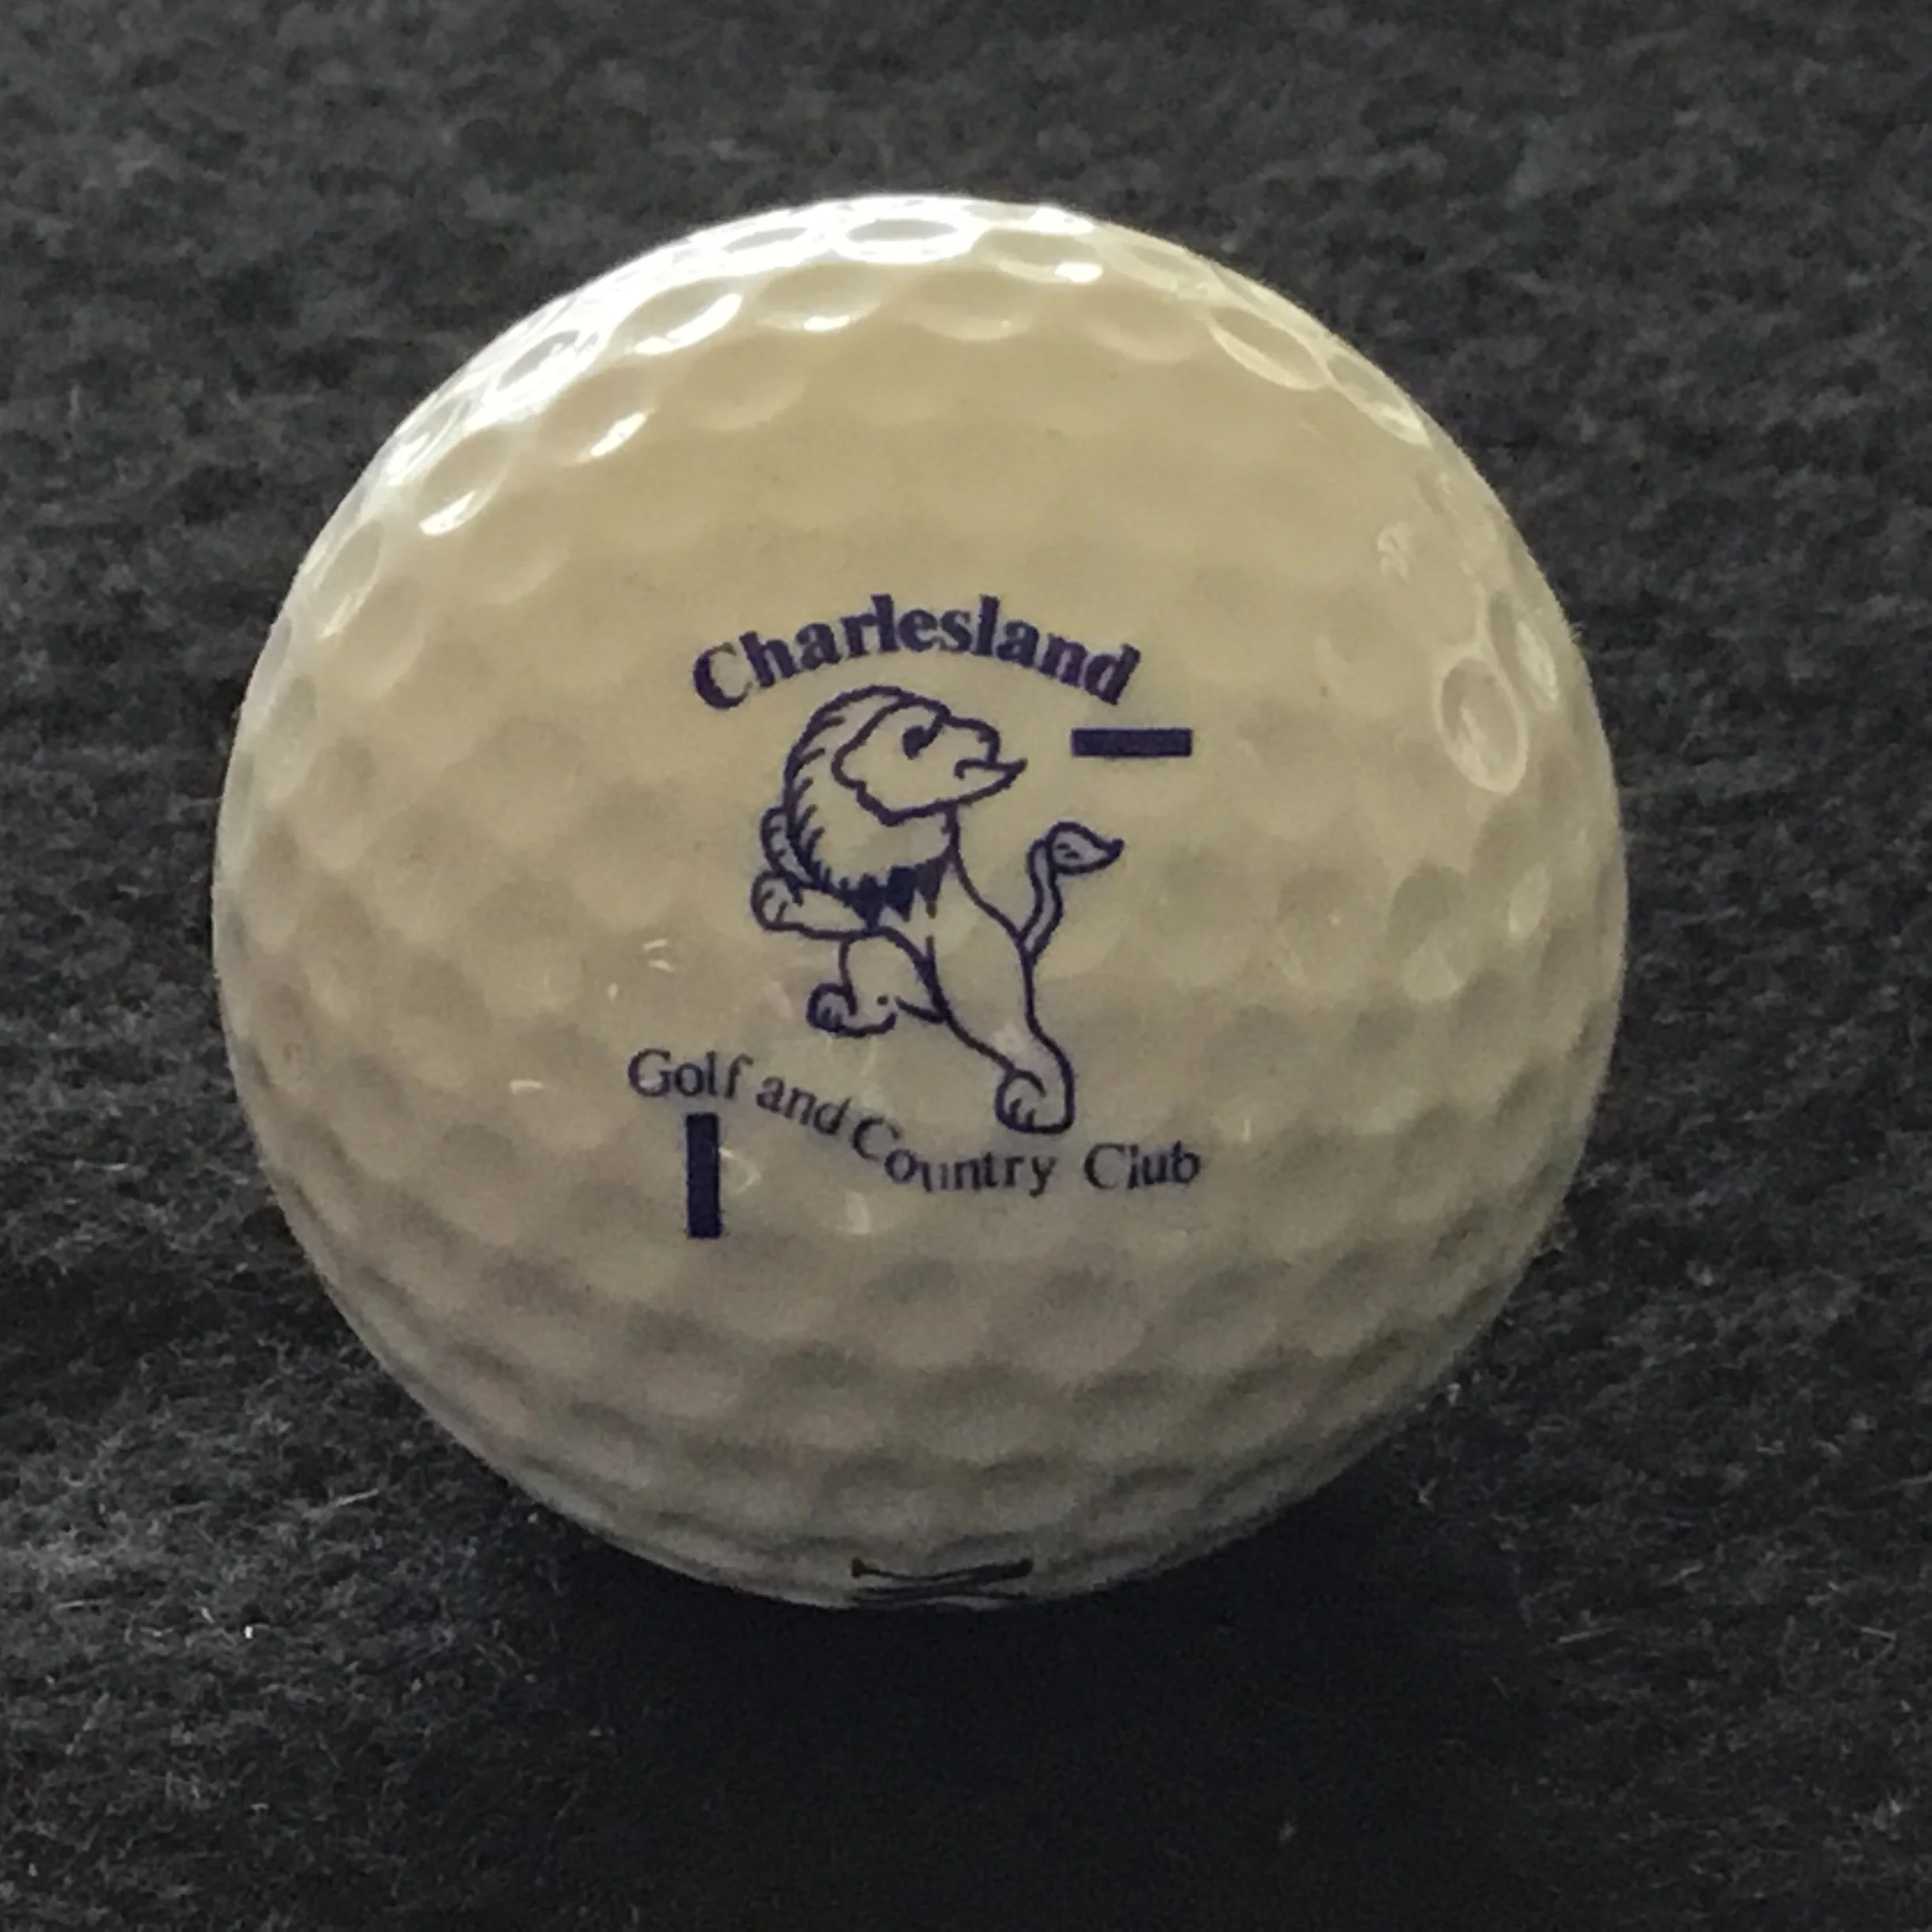 Charlesland
Golf and Country Club